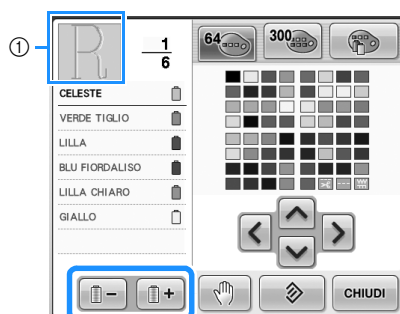 ①
1
6
64
300
CELESTE
VERDE TIGLIO
LILLA
BLU FIORDALISO
LILLA CHIARO
GIALLO
R
− +
CHIUDI